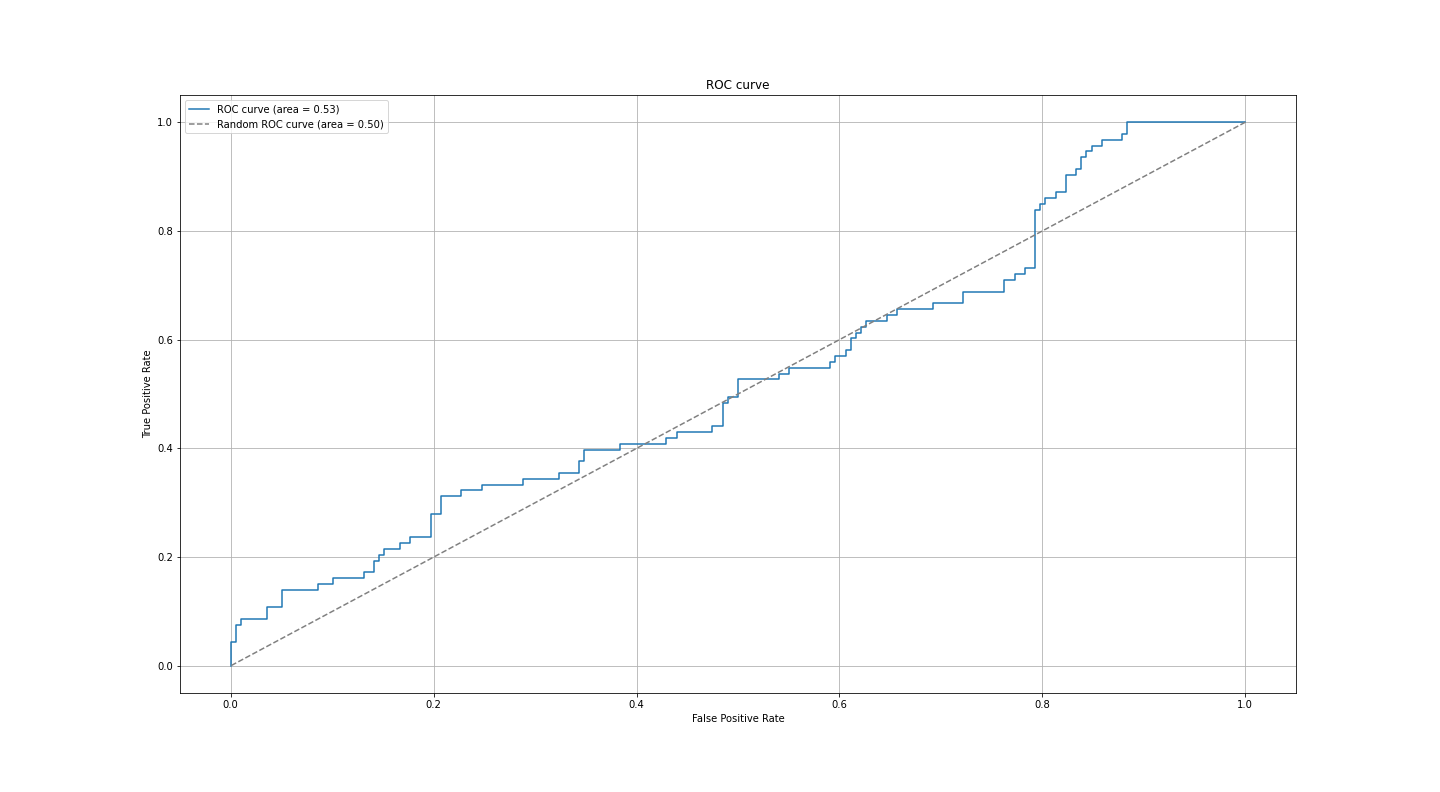 ROC curve
ROC curve (area = 0.53)
Random ROC curve (area = 0.50)
1.0
0.8
0.6
0.4
0.2
0.0
True Positive Rate
0.0 0.2 0.4 0.6 0.8 1.0
False Positive Rate